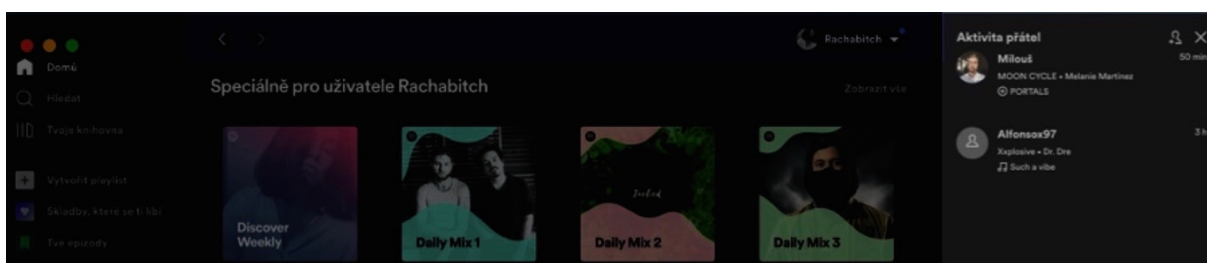 Domů
Hledat
Tvoje knihovna
Vytvořit playlist
Skladby, které se ti líbí
Tvé epizody
Rachabitch
Speciálně pro uživatele Rachabitch
Zobrazit vše
Discover
Weekly
Daily Mix 1
Daily Mix 2
Daily Mix 3
Aktivita přátel
Milouš
50 min
MOON CYCLE • Melanie Martinez
PORTALS
Alfonsox97
3 h
Xxplosive • Dr. Dre
Such a vibe